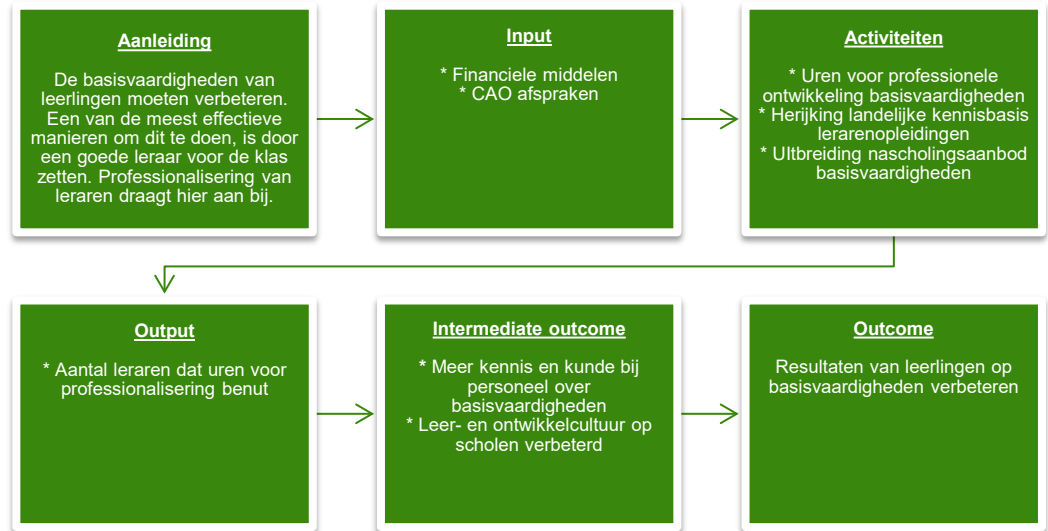 Aanleiding
De basisvaardigheden van
leerlingen moeten verbeteren.
Een van de meest effectieve
manieren om dit te doen, is door
een goede leraar voor de klas
zetten. Professionalisering van
leraren draagt hier aan bij.
Input
* Financiele middelen
* CAO afspraken
Activiteiten
* Uren voor professionele
ontwikkeling basisvaardigheden
* Herijking landelijke kennisbasis
lerarenopleidingen
* UItbreiding nascholingsaanbod
basisvaardigheden
Output
* Aantal leraren dat uren voor
professionalisering benut
Intermediate outcome
* Meer kennis en kunde bij
personeel over
basisvaardigheden
* Leer- en ontwikkelcultuur op
scholen verbeterd
Outcome
Resultaten van leerlingen op
basisvaardigheden verbeteren